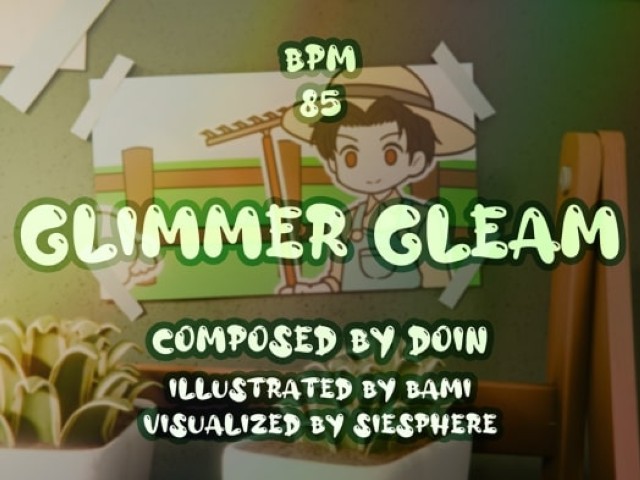 BPM
85
GLIMMER GLEAM
COMPOSED BY DOIN
ILLUSTRATED BY BAMI
VISUALIZED BY SIESPHERE